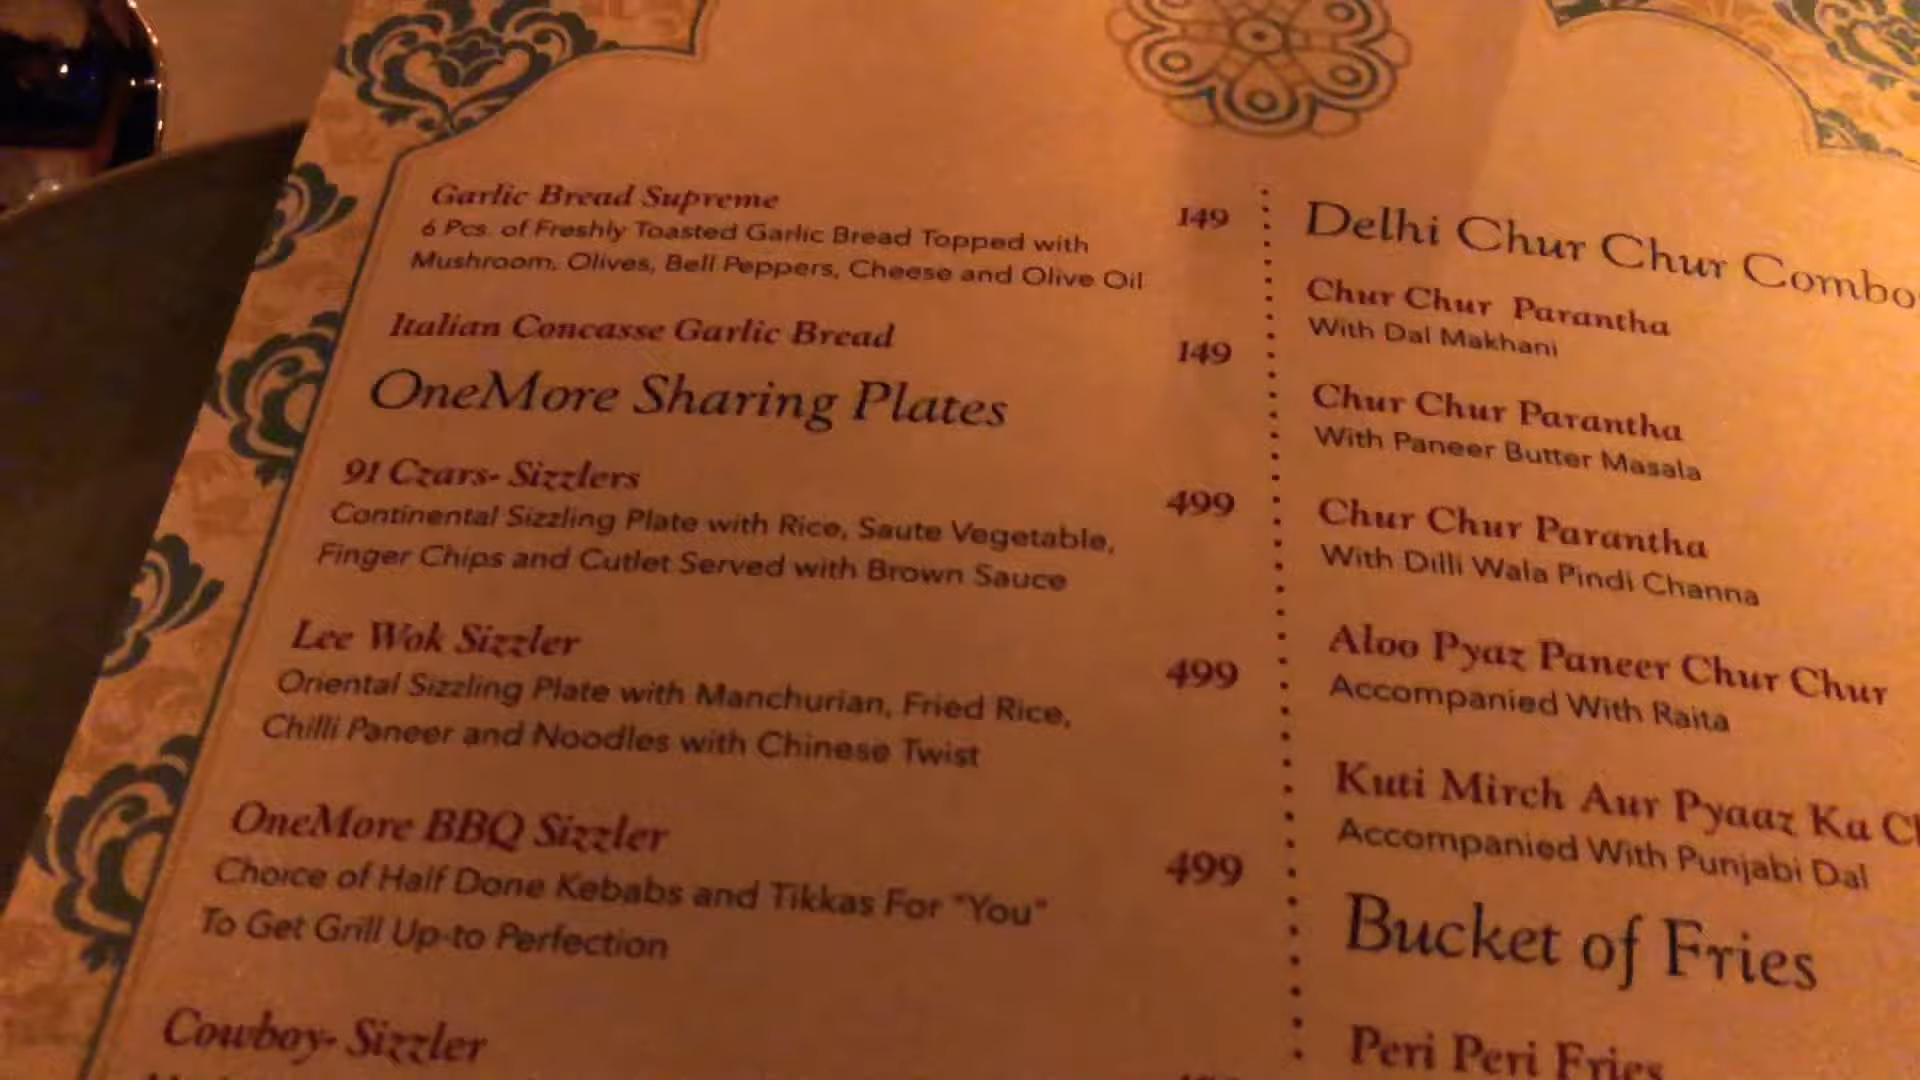 Garlic Bread Supreme 149
6 Pcs. of Freshly Toasted Garlic Bread Topped with
Mushroom, Olives, Bell Peppers, Cheese and Olive Oil
Italian Concasse Garlic Bread 149
OneMore Sharing Plates
91 Czars- Sizzlers 499
Continental Sizzling Plate with Rice, Saute Vegetable,
Finger Chips and Cutlet Served with Brown Sauce
Lee Wok Sizzler 499
Oriental Sizzling Plate with Manchurian, Fried Rice,
Chilli Paneer and Noodles with Chinese Twist
OneMore BBQ Sizzler 499
Choice of Half Done Kebabs and Tikkas For "You"
To Get Grill Up-to Perfection
Cowboy- Sizzler
Delhi Chur Chur Combo
Chur Chur Parantha
With Dal Makhani
Chur Chur Parantha
With Paneer Butter Masala
Chur Chur Parantha
With Dilli Wala Pindi Channa
Aloo Pyaz Paneer Chur Chur
Accompanied With Raita
Kuti Mirch Aur Pyaaz Ka
Accompanied With Punjabi Dal
Bucket of Fries
Peri Peri Fries